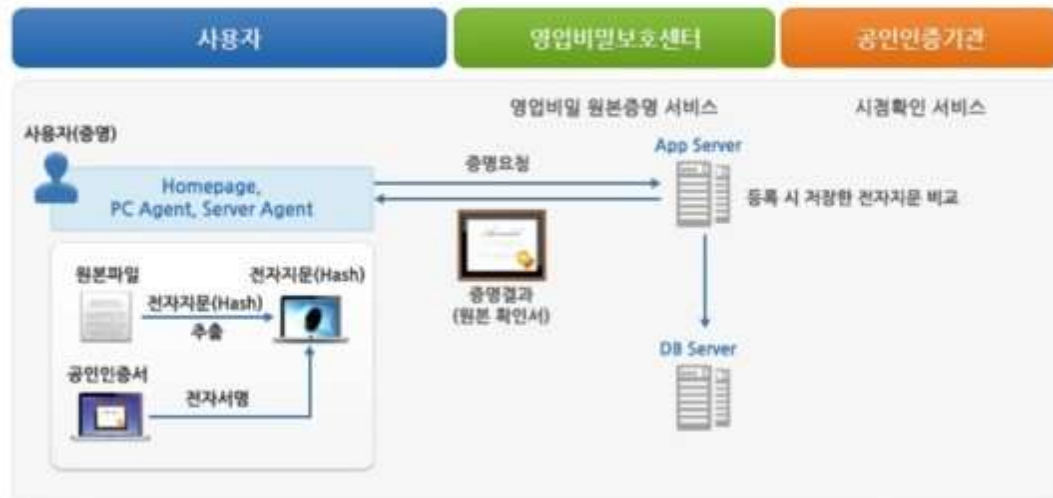 사용자
영업비밀보호센터
공인인증기관
영업비밀 원본증명 서비스
시점확인 서비스
사용자(증명)
Homepage,
PC Agent, Server Agent
증명요청
App Server
등록 시 저장한 전자지문 비교
증명결과
(원본 확인서)
원본파일
전자지문(Hash)
전자지문(Hash)
추출
공인인증서
전자서명
DB Server